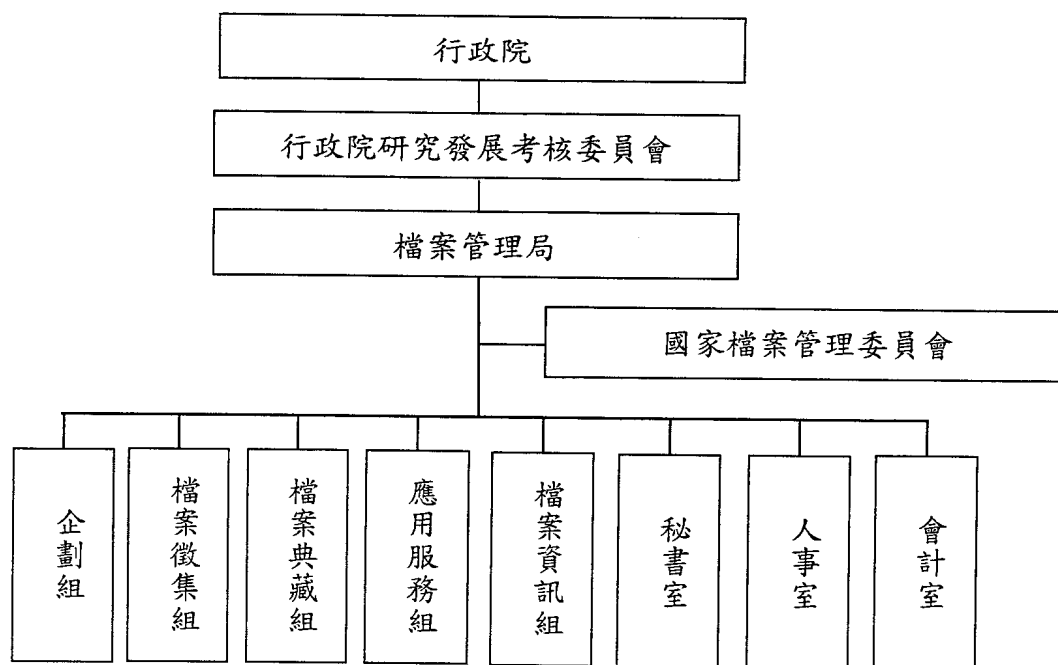 行政院
行政院研究發展考核委員會
檔案管理局
國家檔案管理委員會
企劃組
檔案徵集組
檔案典藏組
應用服務組
檔案資訊組
秘書室
人事室
會計室